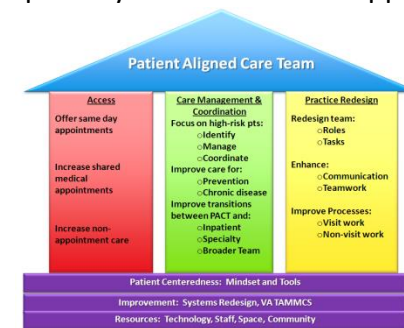 Patient Aligned Care Team
Access
Offer same day
appointments
Increase shared
medical
appointments
Increase non-
appointment care
Care Management &
Coordination
Focus on high-risk pts:
oIdentify
oManage
oCoordinate
Improve care for:
oPrevention
oChronic disease
Improve transitions
between PACT and:
oInpatient
oSpecialty
oBroader Team
Practice Redesign
Redesign team:
oRoles
oTasks
Enhance:
oCommunication
oTeamwork
Improve Processes:
oVisit work
oNon-visit work
Patient Centeredness: Mindset and Tools
Improvement: Systems Redesign, VA TAMMCS
Resources: Technology, Staff, Space, Community